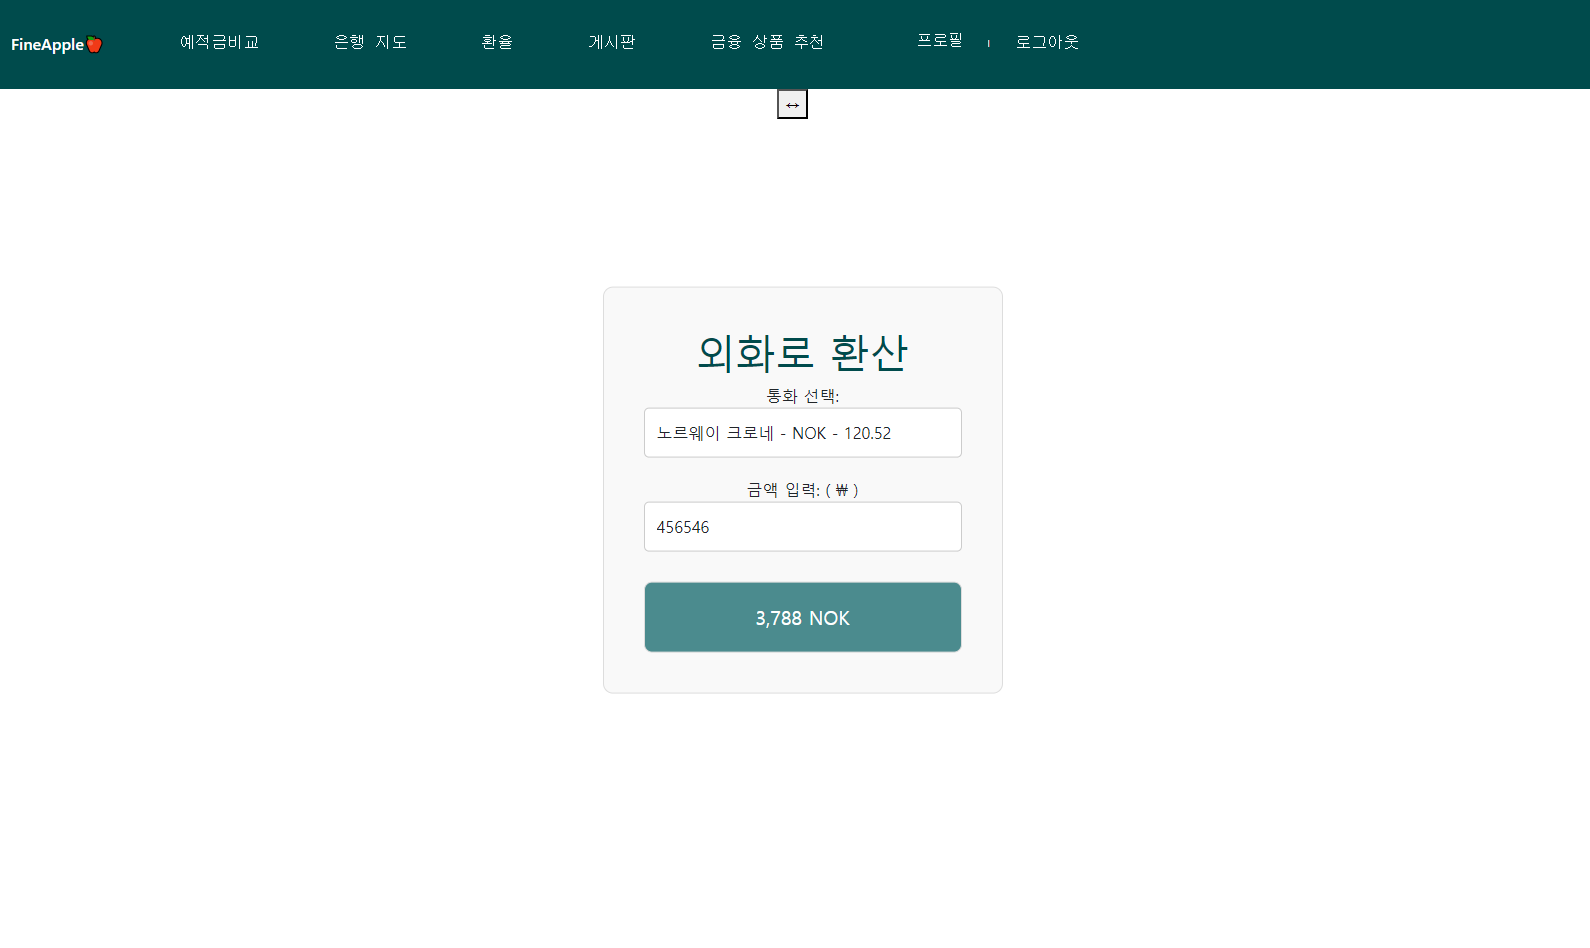 FineApple🍎 예적금비교 은행 지도 환율 게시판 금융 상품 추천 프로필 | 로그아웃
↔
외화로 환산
통화 선택:
노르웨이 크로네 - NOK - 120.52
금액 입력: ( ₩ )
456546
3,788 NOK